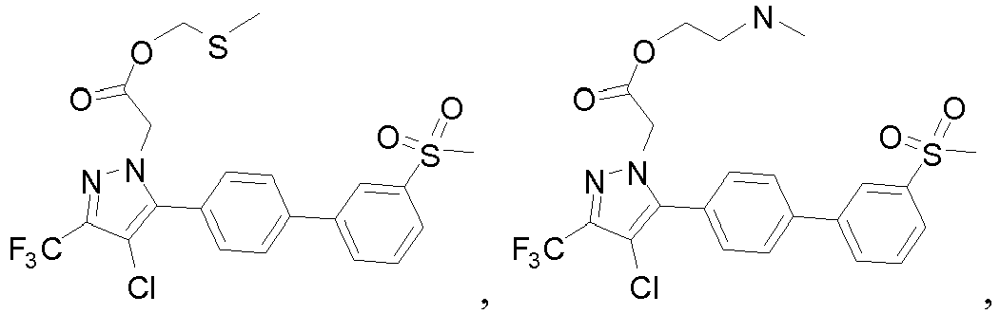 O S N
O O
O O O O
O S O S
N N N N
F3C F3C
Cl , Cl ,